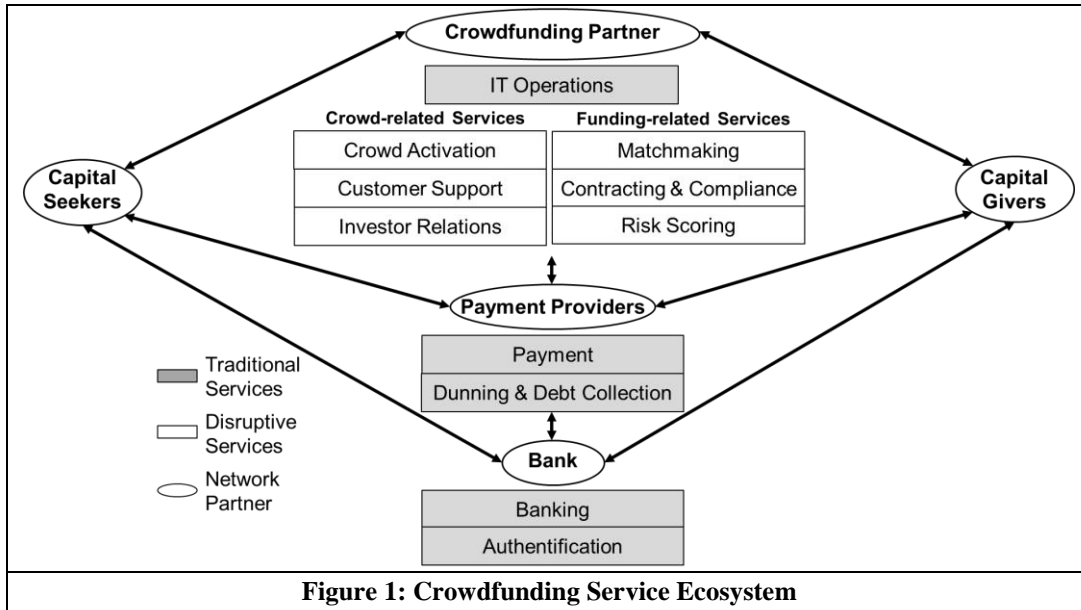 Crowdfunding Partner
IT Operations
Crowd-related Services
Funding-related Services
Crowd Activation
Matchmaking
Customer Support
Contracting & Compliance
Investor Relations
Risk Scoring
Capital
Seekers
Capital
Givers
Payment Providers
Payment
Dunning & Debt Collection
Bank
Banking
Authentification
Traditional
Services
Disruptive
Services
Network
Partner
Figure 1: Crowdfunding Service Ecosystem